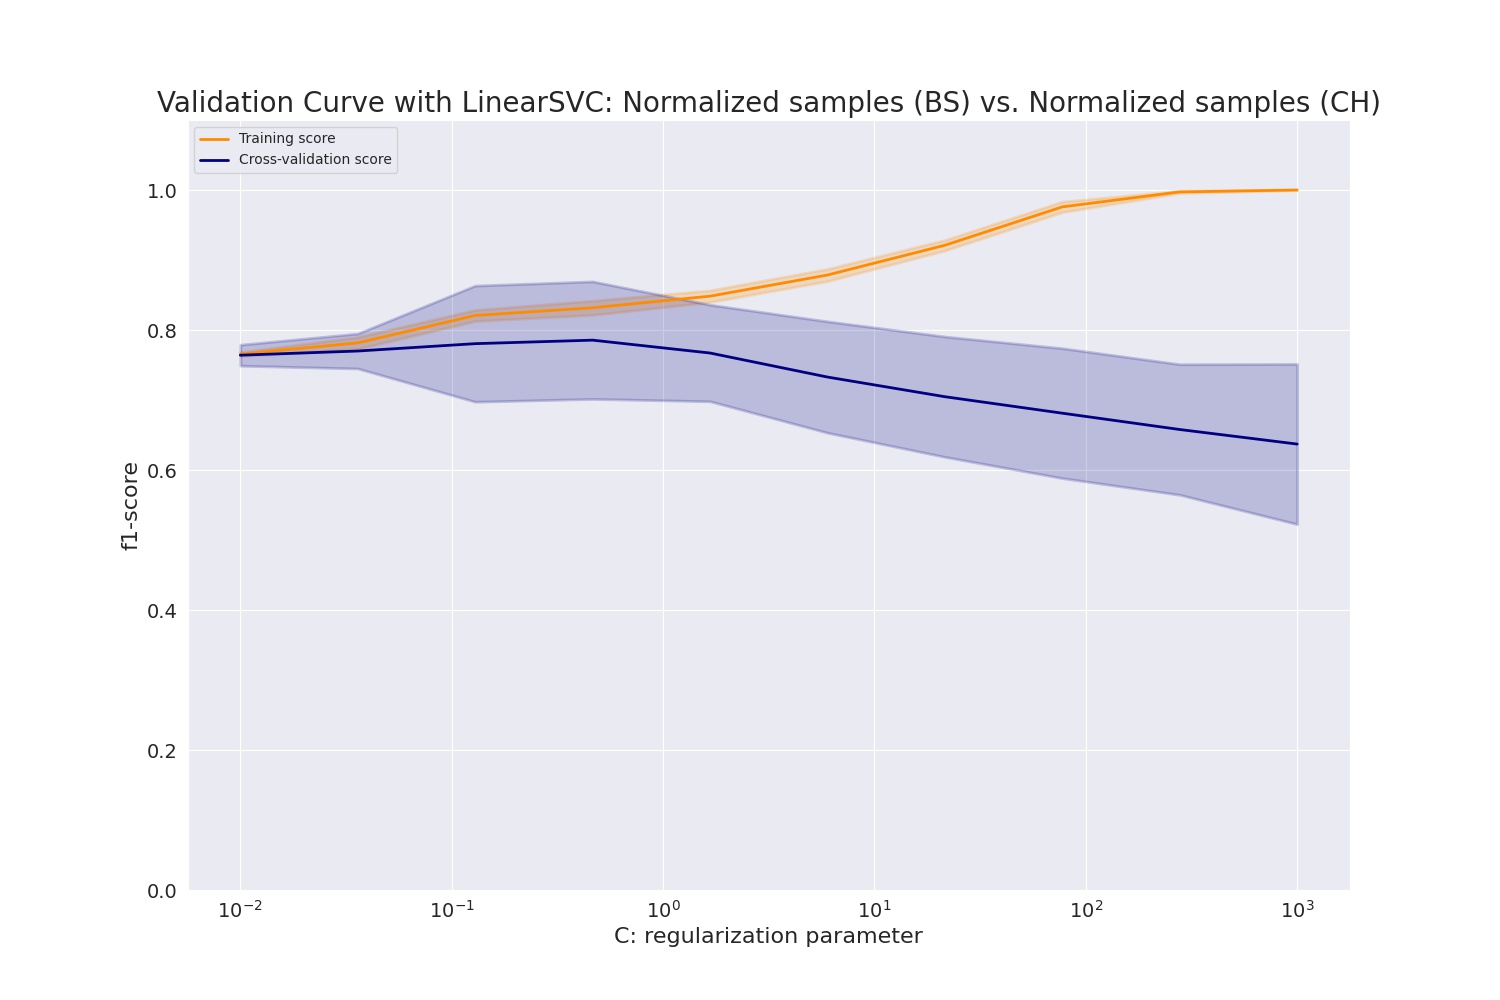 Validation Curve with LinearSVC: Normalized samples (BS) vs. Normalized samples (CH)
Training score
Cross-validation score
1.0
0.8
0.6
0.4
0.2
0.0
f1-score
10⁻² 10⁻¹ 10⁰ 10¹ 10² 10³
C: regularization parameter